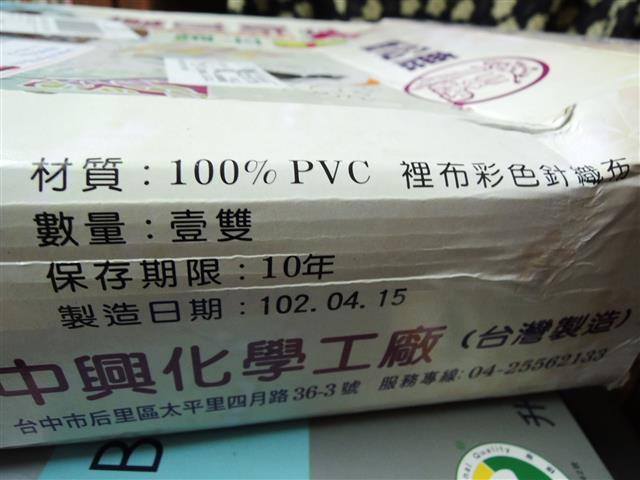 材質：100% PVC 裡布彩色針織布
數量：壹雙
保存期限：10年
製造日期：102.04.15
中興化學工廠(台灣製造)
台中市后里區太平里四月路36-3號 服務專線：04-25562133
B